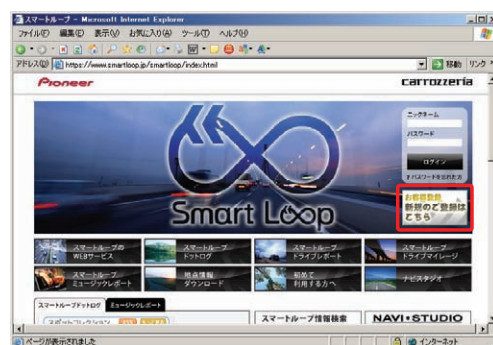 スマートループ - Microsoft Internet Explorer
ファイル(F) 編集(E) 表示(V) お気に入り(A) ツール(T) ヘルプ(H)
アドレス(D) https://www.smartloop.jp/smartloop/index.html 移動 リンク
Pioneer carrozzeria
ニックネーム
パスワード
ログイン
パスワードを忘れた方
Smart Loop
お客様登録
新規のご登録は
こちら
スマートループの
WEBサービス
スマートループ
ドットログ
スマートループ
ドライブレポート
スマートループ
ドライブマイレージ
スマートループ
ミュージックレポート
地点情報
ダウンロード
初めて
利用する方へ
ナビスタジオ
スマートループドットログ ミュージックレポート
スマートループ情報検索 NAVI*STUDIO
ページが表示されました インターネット